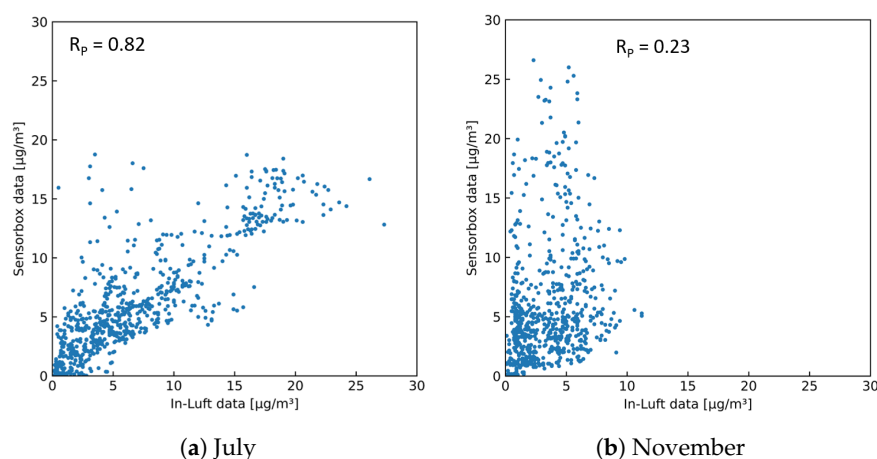 R_P = 0.82
30
25
20
15
10
5
0
Sensorbox data [µg/m³]
0 5 10 15 20 25 30
In-Luft data [µg/m³]
(a) July
R_P = 0.23
30
25
20
15
10
5
0
Sensorbox data [µg/m³]
0 5 10 15 20 25 30
In-Luft data [µg/m³]
(b) November